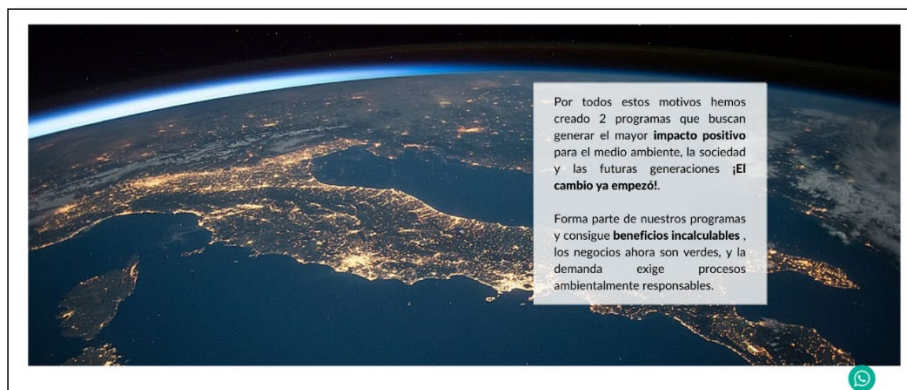 Por todos estos motivos hemos
creado 2 programas que buscan
generar el mayor impacto positivo
para el medio ambiente, la sociedad
y las futuras generaciones ¡El
cambio ya empezó!.
Forma parte de nuestros programas
y consigue beneficios incalculables ,
los negocios ahora son verdes, y la
demanda exige procesos
ambientalmente responsables.